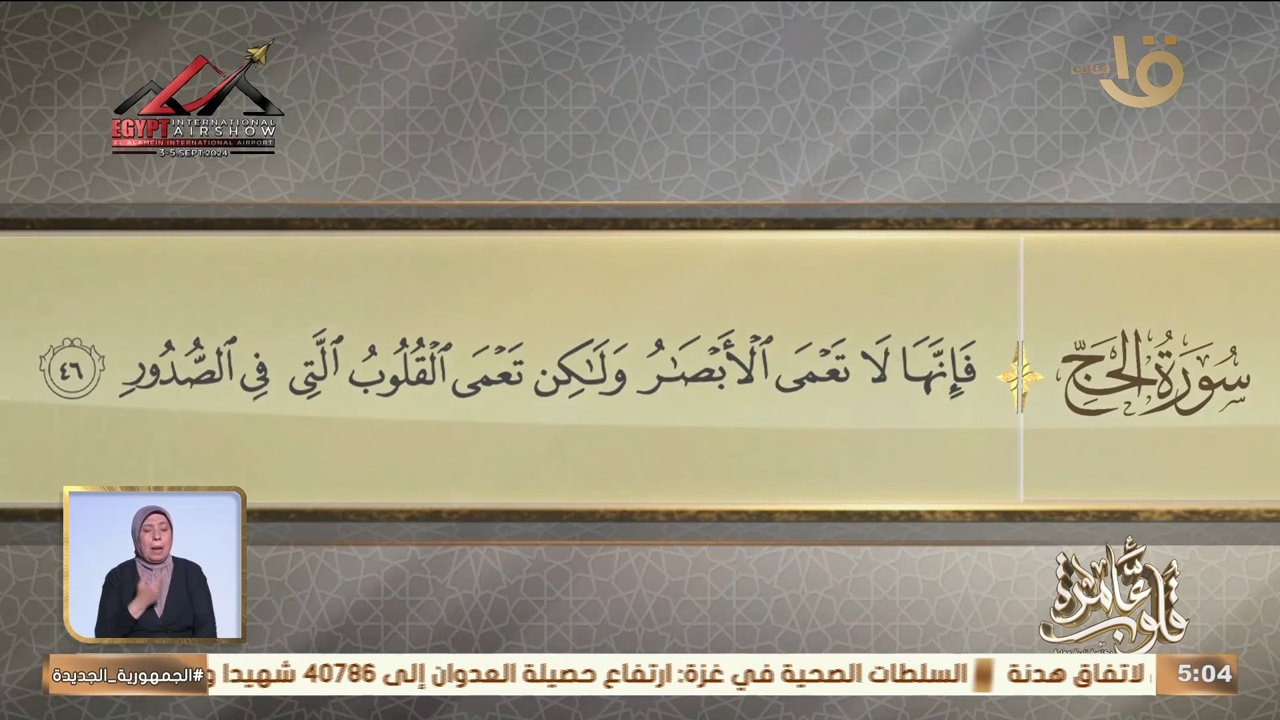 EGYPT INTERNATIONAL AIRSHOW
EL ALAMEIN INTERNATIONAL AIRPORT
3-5.SEPT.2024
سُورَةُ الحَجِّ
فَإِنَّهَا لَا تَعْمَى ٱلْأَبْصَٰرُ وَلَٰكِن تَعْمَى ٱلْقُلُوبُ ٱلَّتِى فِى ٱلصُّدُورِ ٤٦
قلوب عامرة
5:04
لاتفاق هدنة السلطات الصحية في غزة: ارتفاع حصيلة العدوان إلى 40786 شهيدا و
#الجمهورية_الجديدة